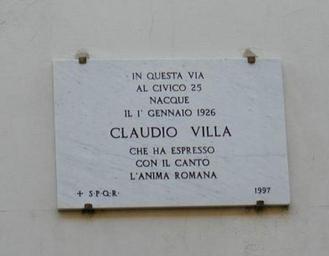 IN QUESTA VIA
AL CIVICO 25
NACQUE
IL 1° GENNAIO 1926
CLAUDIO VILLA
CHE HA ESPRESSO
CON IL CANTO
L'ANIMA ROMANA
+ S·P·Q·R· 1997